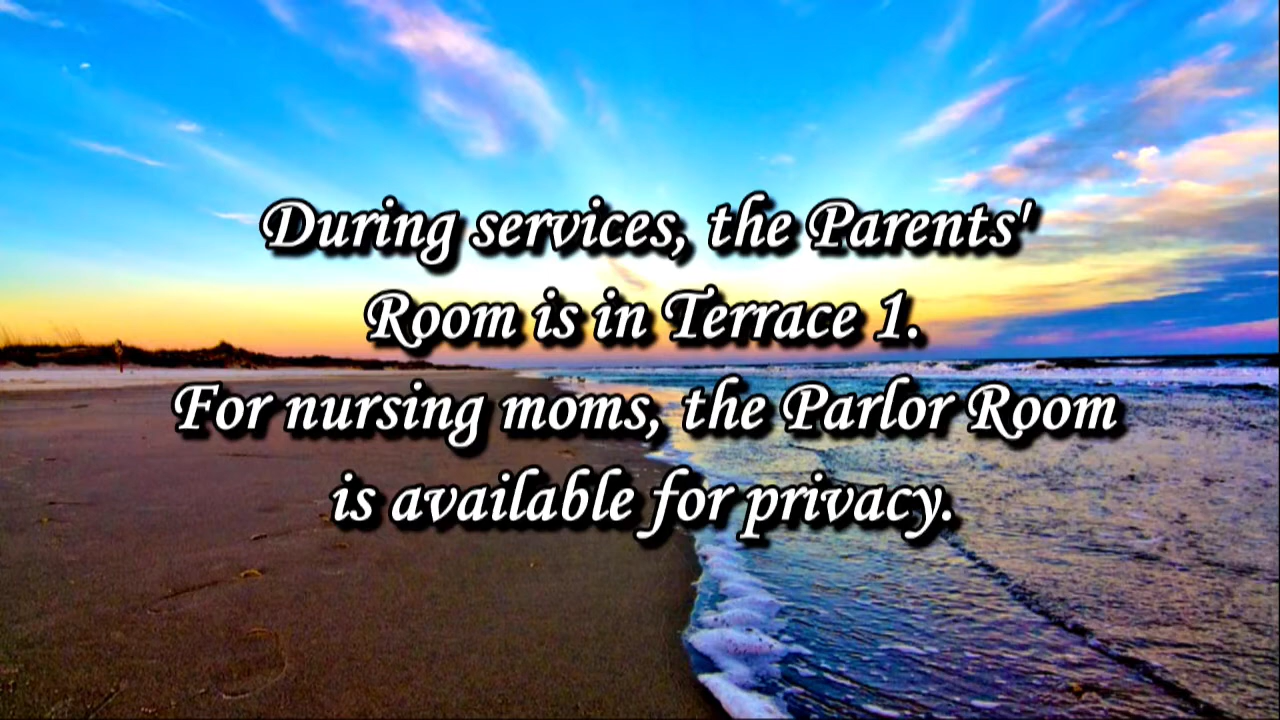 During services, the Parents'
Room is in Terrace 1.
For nursing moms, the Parlor Room
is available for privacy.